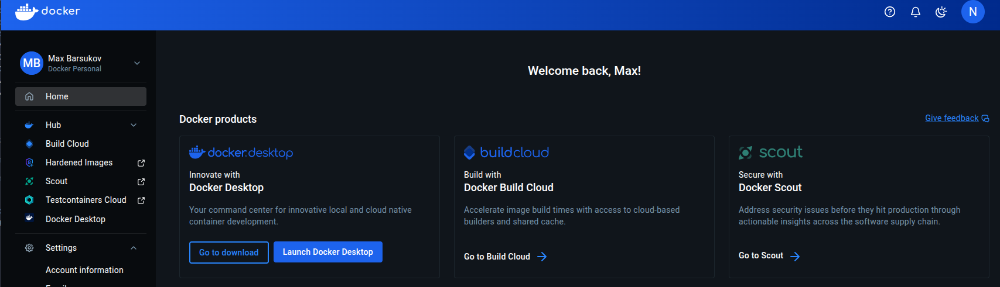 docker
N
MB
Max Barsukov
Docker Personal
Home
Hub
Build Cloud
Hardened Images
Scout
Testcontainers Cloud
Docker Desktop
Settings
Account information
Welcome back, Max!
Docker products
Give feedback
docker.desktop
Innovate with
Docker Desktop
Your command center for innovative local and cloud native
container development.
Go to download
Launch Docker Desktop
buildcloud
Build with
Docker Build Cloud
Accelerate image build times with access to cloud-based
builders and shared cache.
Go to Build Cloud
scout
Secure with
Docker Scout
Address security issues before they hit production through
actionable insights across the software supply chain.
Go to Scout